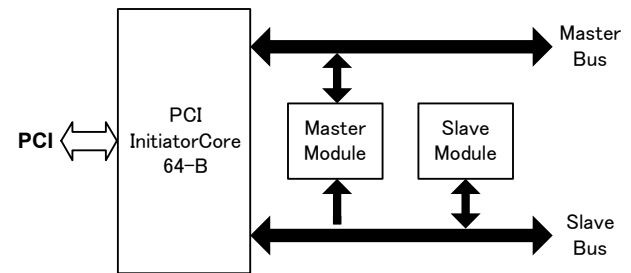 Master
Bus
PCI
PCI
InitiatorCore
64-B
Master
Module
Slave
Module
Slave
Bus